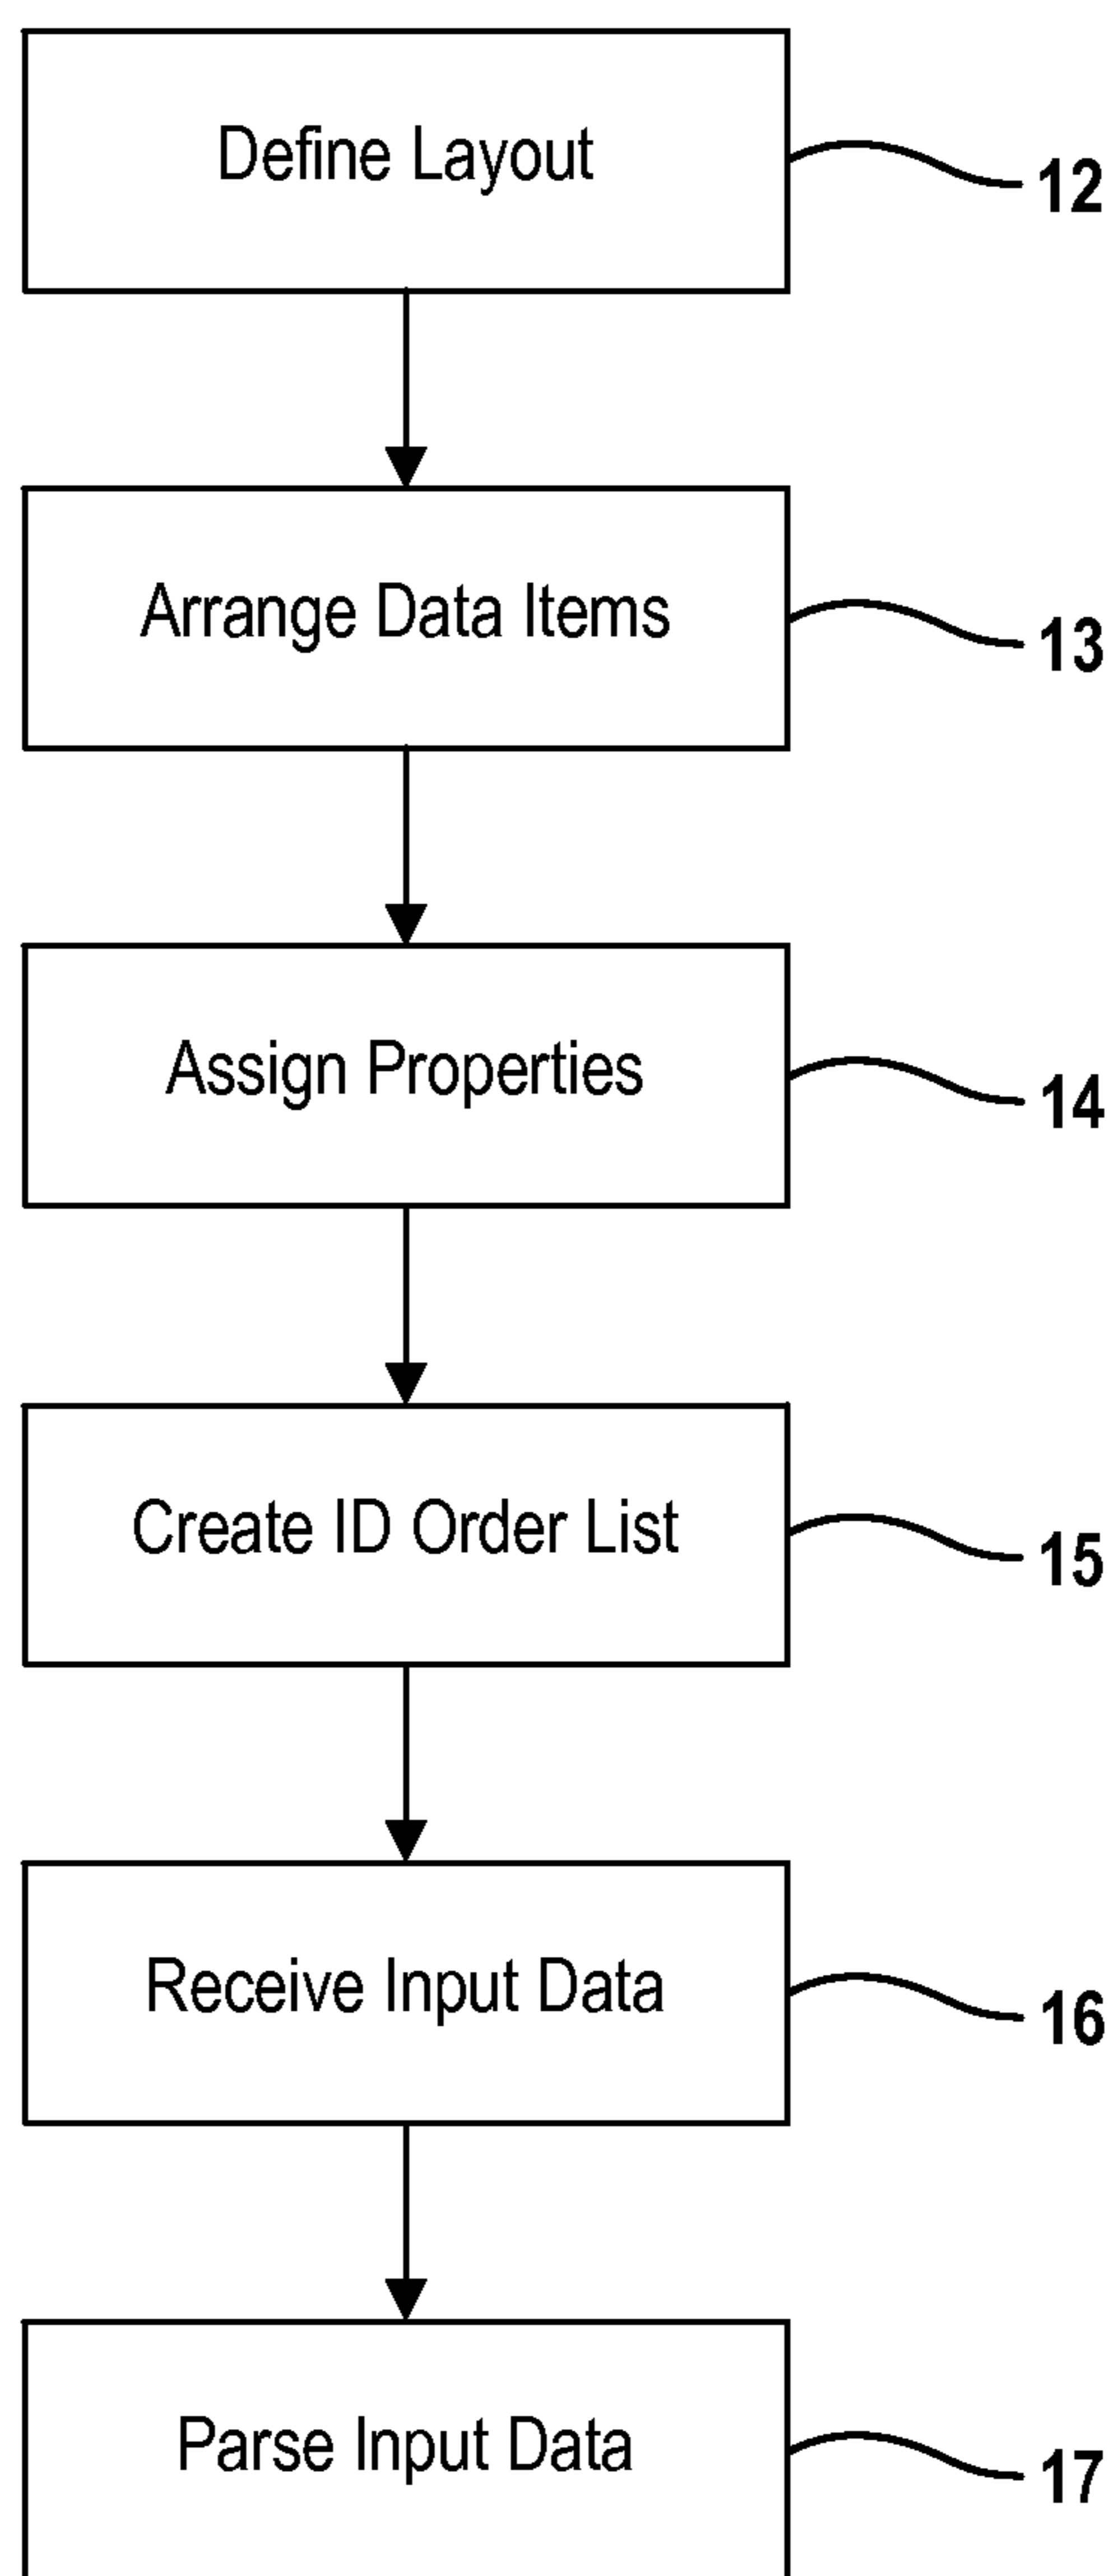 Define Layout
12
Arrange Data Items
13
Assign Properties
14
Create ID Order List
15
Receive Input Data
16
Parse Input Data
17